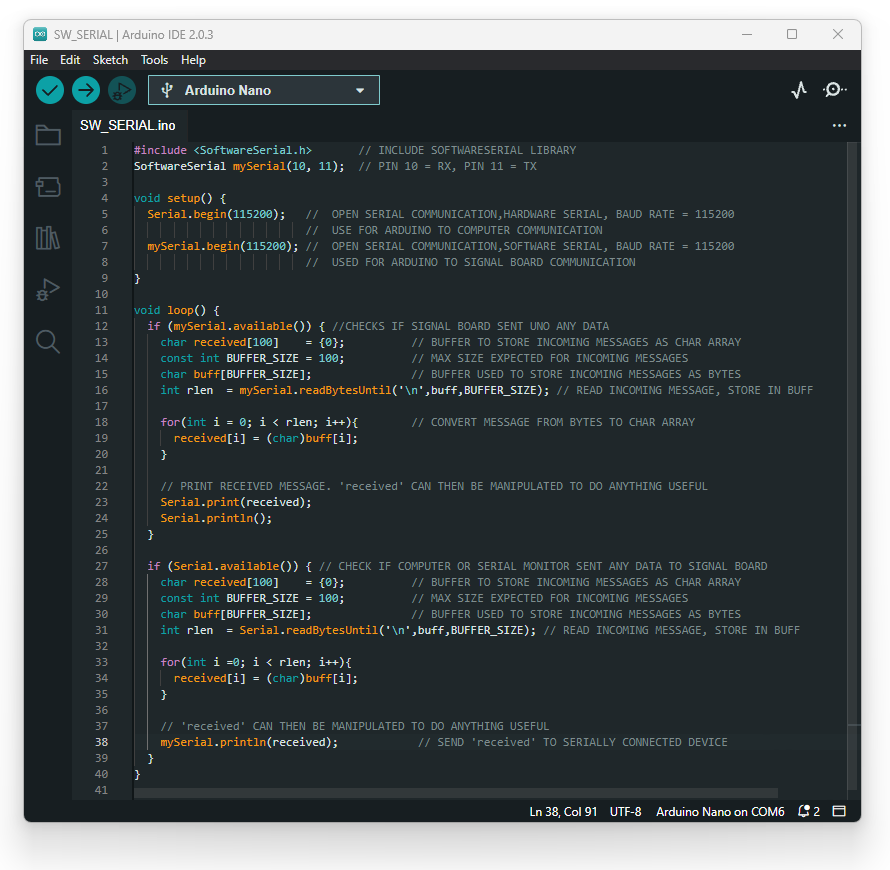 SW_SERIAL | Arduino IDE 2.0.3
File Edit Sketch Tools Help
Arduino Nano
SW_SERIAL.ino
1 #include <SoftwareSerial.h> // INCLUDE SOFTWARESERIAL LIBRARY
2 SoftwareSerial mySerial(10, 11); // PIN 10 = RX, PIN 11 = TX
3
4 void setup() {
5 Serial.begin(115200); // OPEN SERIAL COMMUNICATION,HARDWARE SERIAL, BAUD RATE = 115200
6 // USE FOR ARDUINO TO COMPUTER COMMUNICATION
7 mySerial.begin(115200); // OPEN SERIAL COMMUNICATION,SOFTWARE SERIAL, BAUD RATE = 115200
8 // USED FOR ARDUINO TO SIGNAL BOARD COMMUNICATION
9 }
10
11 void loop() {
12 if (mySerial.available()) { //CHECKS IF SIGNAL BOARD SENT UNO ANY DATA
13 char received[100] = {0}; // BUFFER TO STORE INCOMING MESSAGES AS CHAR ARRAY
14 const int BUFFER_SIZE = 100; // MAX SIZE EXPECTED FOR INCOMING MESSAGES
15 char buff[BUFFER_SIZE]; // BUFFER USED TO STORE INCOMING MESSAGES AS BYTES
16 int rlen = mySerial.readBytesUntil('\n',buff,BUFFER_SIZE); // READ INCOMING MESSAGE, STORE IN BUFF
17
18 for(int i = 0; i < rlen; i++){ // CONVERT MESSAGE FROM BYTES TO CHAR ARRAY
19 received[i] = (char)buff[i];
20 }
21
22 // PRINT RECEIVED MESSAGE. 'received' CAN THEN BE MANIPULATED TO DO ANYTHING USEFUL
23 Serial.print(received);
24 Serial.println();
25 }
26
27 if (Serial.available()) { // CHECK IF COMPUTER OR SERIAL MONITOR SENT ANY DATA TO SIGNAL BOARD
28 char received[100] = {0}; // BUFFER TO STORE INCOMING MESSAGES AS CHAR ARRAY
29 const int BUFFER_SIZE = 100; // MAX SIZE EXPECTED FOR INCOMING MESSAGES
30 char buff[BUFFER_SIZE]; // BUFFER USED TO STORE INCOMING MESSAGES AS BYTES
31 int rlen = Serial.readBytesUntil('\n',buff,BUFFER_SIZE); // READ INCOMING MESSAGE, STORE IN BUFF
32
33 for(int i =0; i < rlen; i++){
34 received[i] = (char)buff[i];
35 }
36
37 // 'received' CAN THEN BE MANIPULATED TO DO ANYTHING USEFUL
38 mySerial.println(received); // SEND 'received' TO SERIALLY CONNECTED DEVICE
39 }
40 }
41
Ln 38, Col 91 UTF-8 Arduino Nano on COM6 2